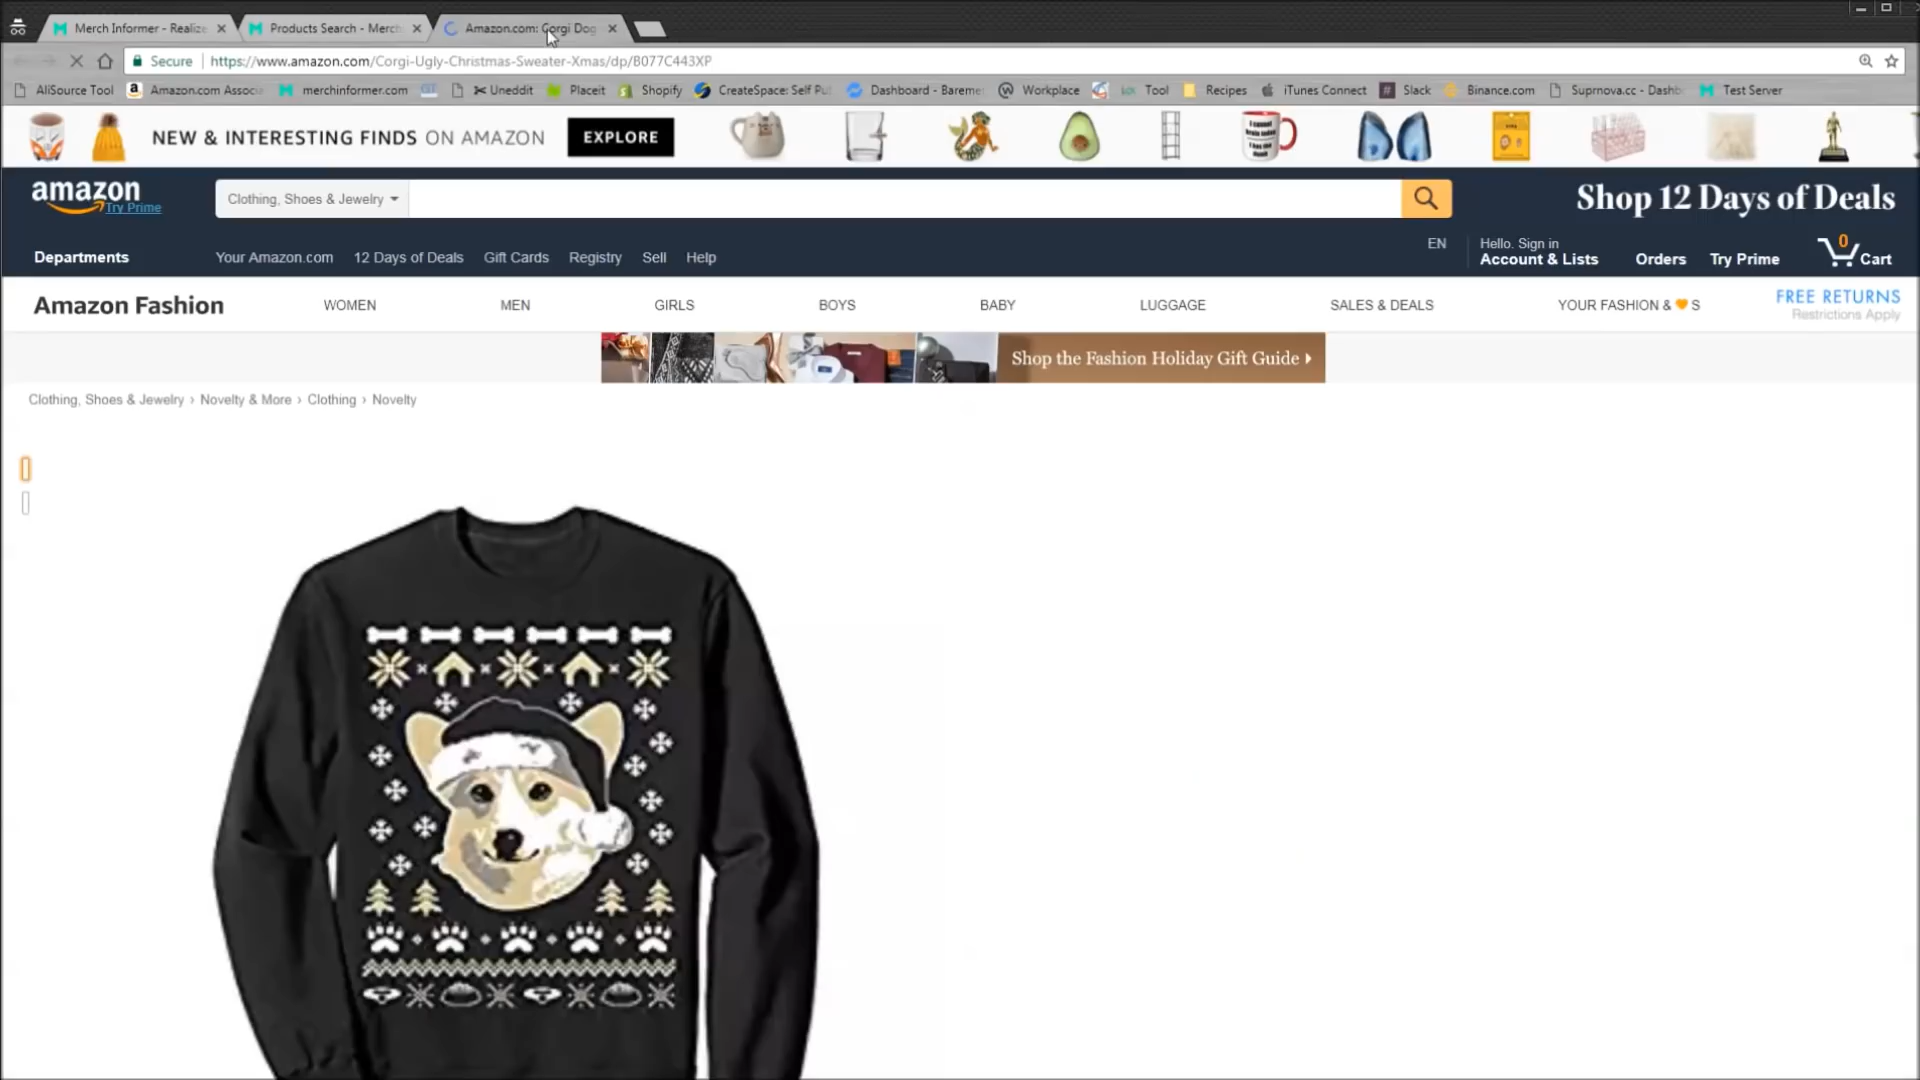 Merch Informer - Realize
Products Search - Merch
Amazon.com: Corgi Dog
Secure https://www.amazon.com/Corgi-Ugly-Christmas-Sweater-Xmas/dp/B077C443XP
AliSource Tool Amazon.com Associa merchinformer.com GT Uneddit Placeit Shopify CreateSpace: Self Pu Dashboard - Bareme Workplace Tool Recipes iTunes Connect Slack Binance.com Suprnova.cc - Dashb Test Server
NEW & INTERESTING FINDS ON AMAZON EXPLORE
amazon Try Prime Clothing, Shoes & Jewelry Shop 12 Days of Deals
Departments Your Amazon.com 12 Days of Deals Gift Cards Registry Sell Help EN Hello. Sign in
Account & Lists Orders Try Prime 0 Cart
Amazon Fashion WOMEN MEN GIRLS BOYS BABY LUGGAGE SALES & DEALS YOUR FASHION & S FREE RETURNS
Restrictions Apply
Shop the Fashion Holiday Gift Guide
Clothing, Shoes & Jewelry › Novelty & More › Clothing › Novelty